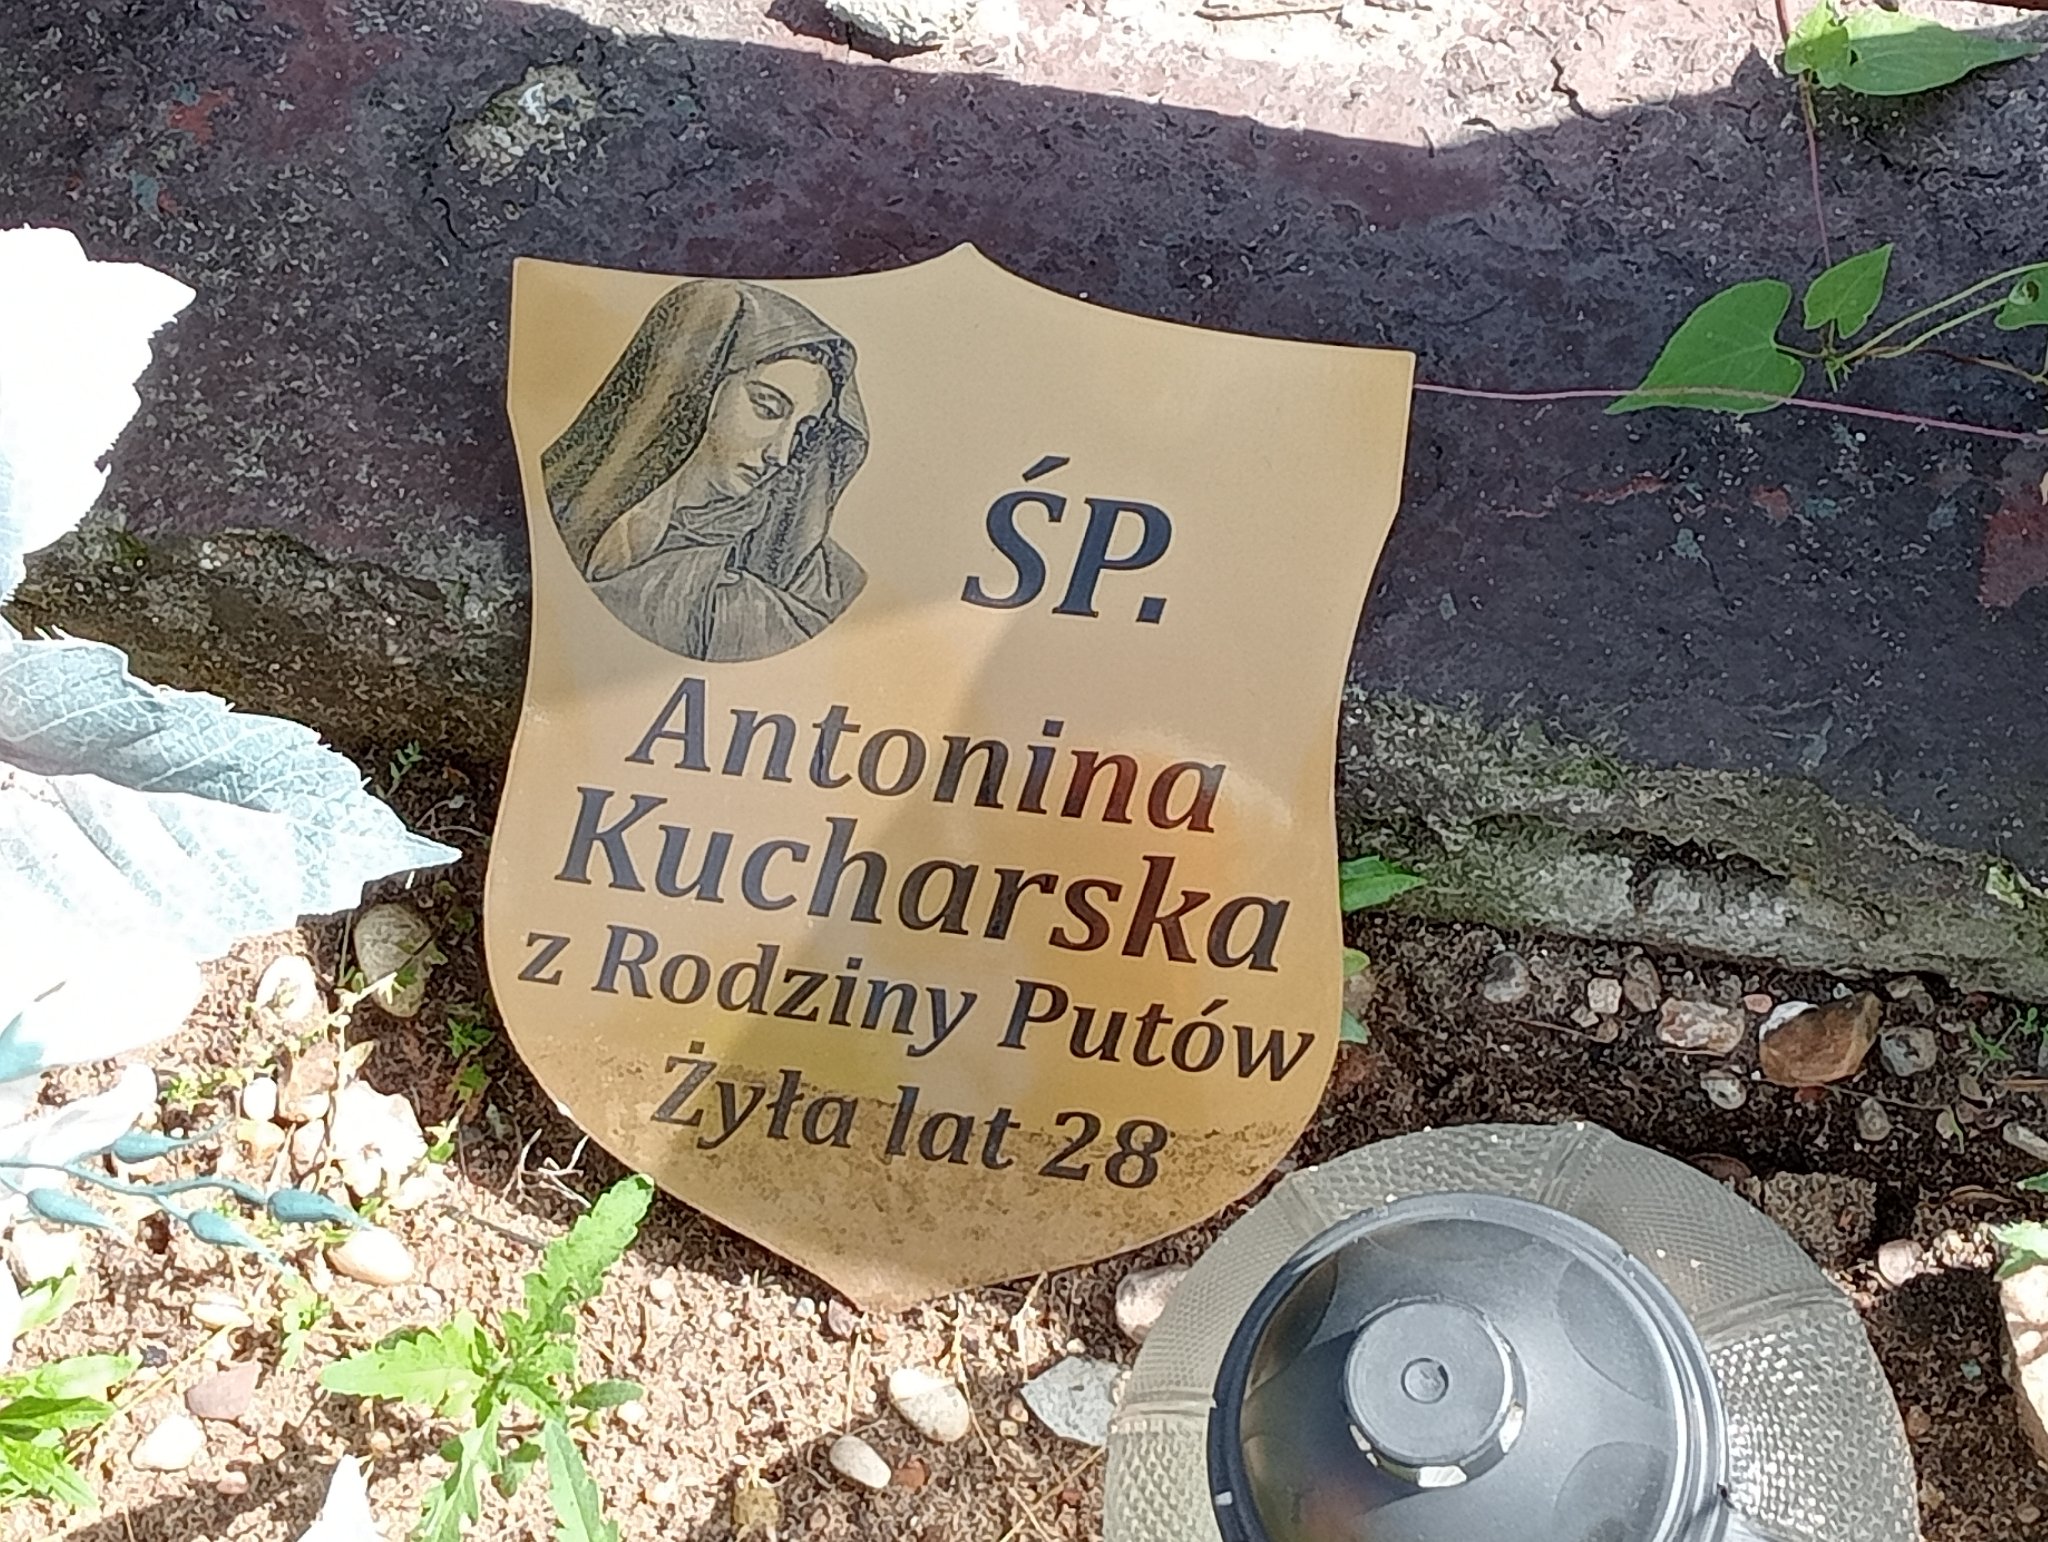 ŚP.
Antonina
Kucharska
z Rodziny Putów
Żyła lat 28